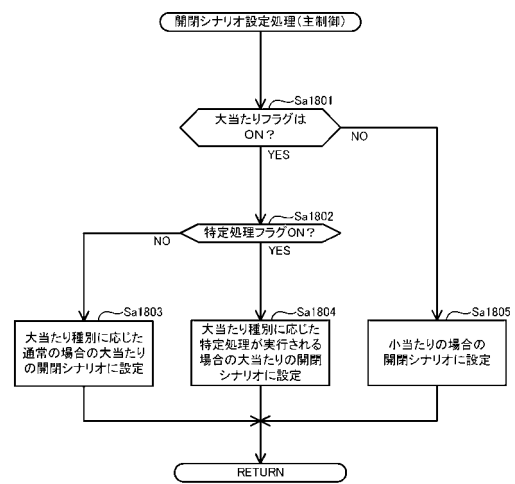 開閉シナリオ設定処理(主制御)
Sa1801
大当たりフラグは
ON?
NO
YES
Sa1802
特定処理フラグON?
NO
YES
Sa1803
大当たり種別に応じた
通常の場合の大当たり
の開閉シナリオに設定
Sa1804
大当たり種別に応じた
特定処理が実行される
場合の大当たりの開閉
シナリオに設定
Sa1805
小当たりの場合の
開閉シナリオに設定
RETURN